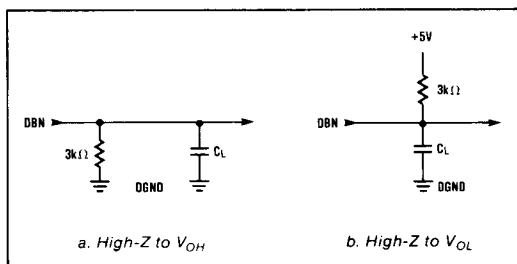 DBN
3kΩ
CL
DGND
a. High-Z to VOH
+5V
3kΩ
DBN
CL
DGND
b. High-Z to VOL